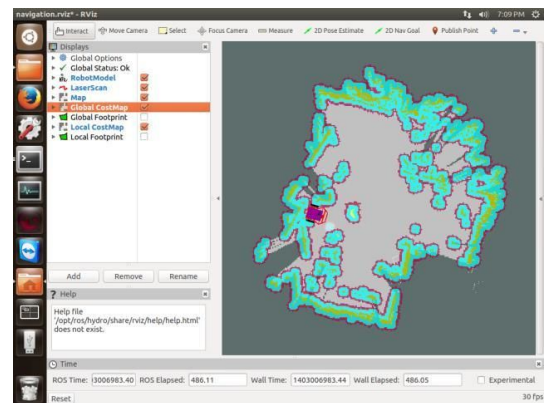 navigation.rviz* - RViz
7:09 PM
Interact Move Camera Select Focus Camera Measure 2D Pose Estimate 2D Nav Goal Publish Point
Displays
Global Options
Global Status: Ok
RobotModel
LaserScan
Map
Global CostMap
Global Footprint
Local CostMap
Local Footprint
Add Remove Rename
Help
Help file
'/opt/ros/hydro/share/rviz/help/help.html'
does not exist.
Time
ROS Time: 3006983.40 ROS Elapsed: 486.11 Wall Time: 1403006983.44 Wall Elapsed: 486.05 Experimental
Reset 30 fps